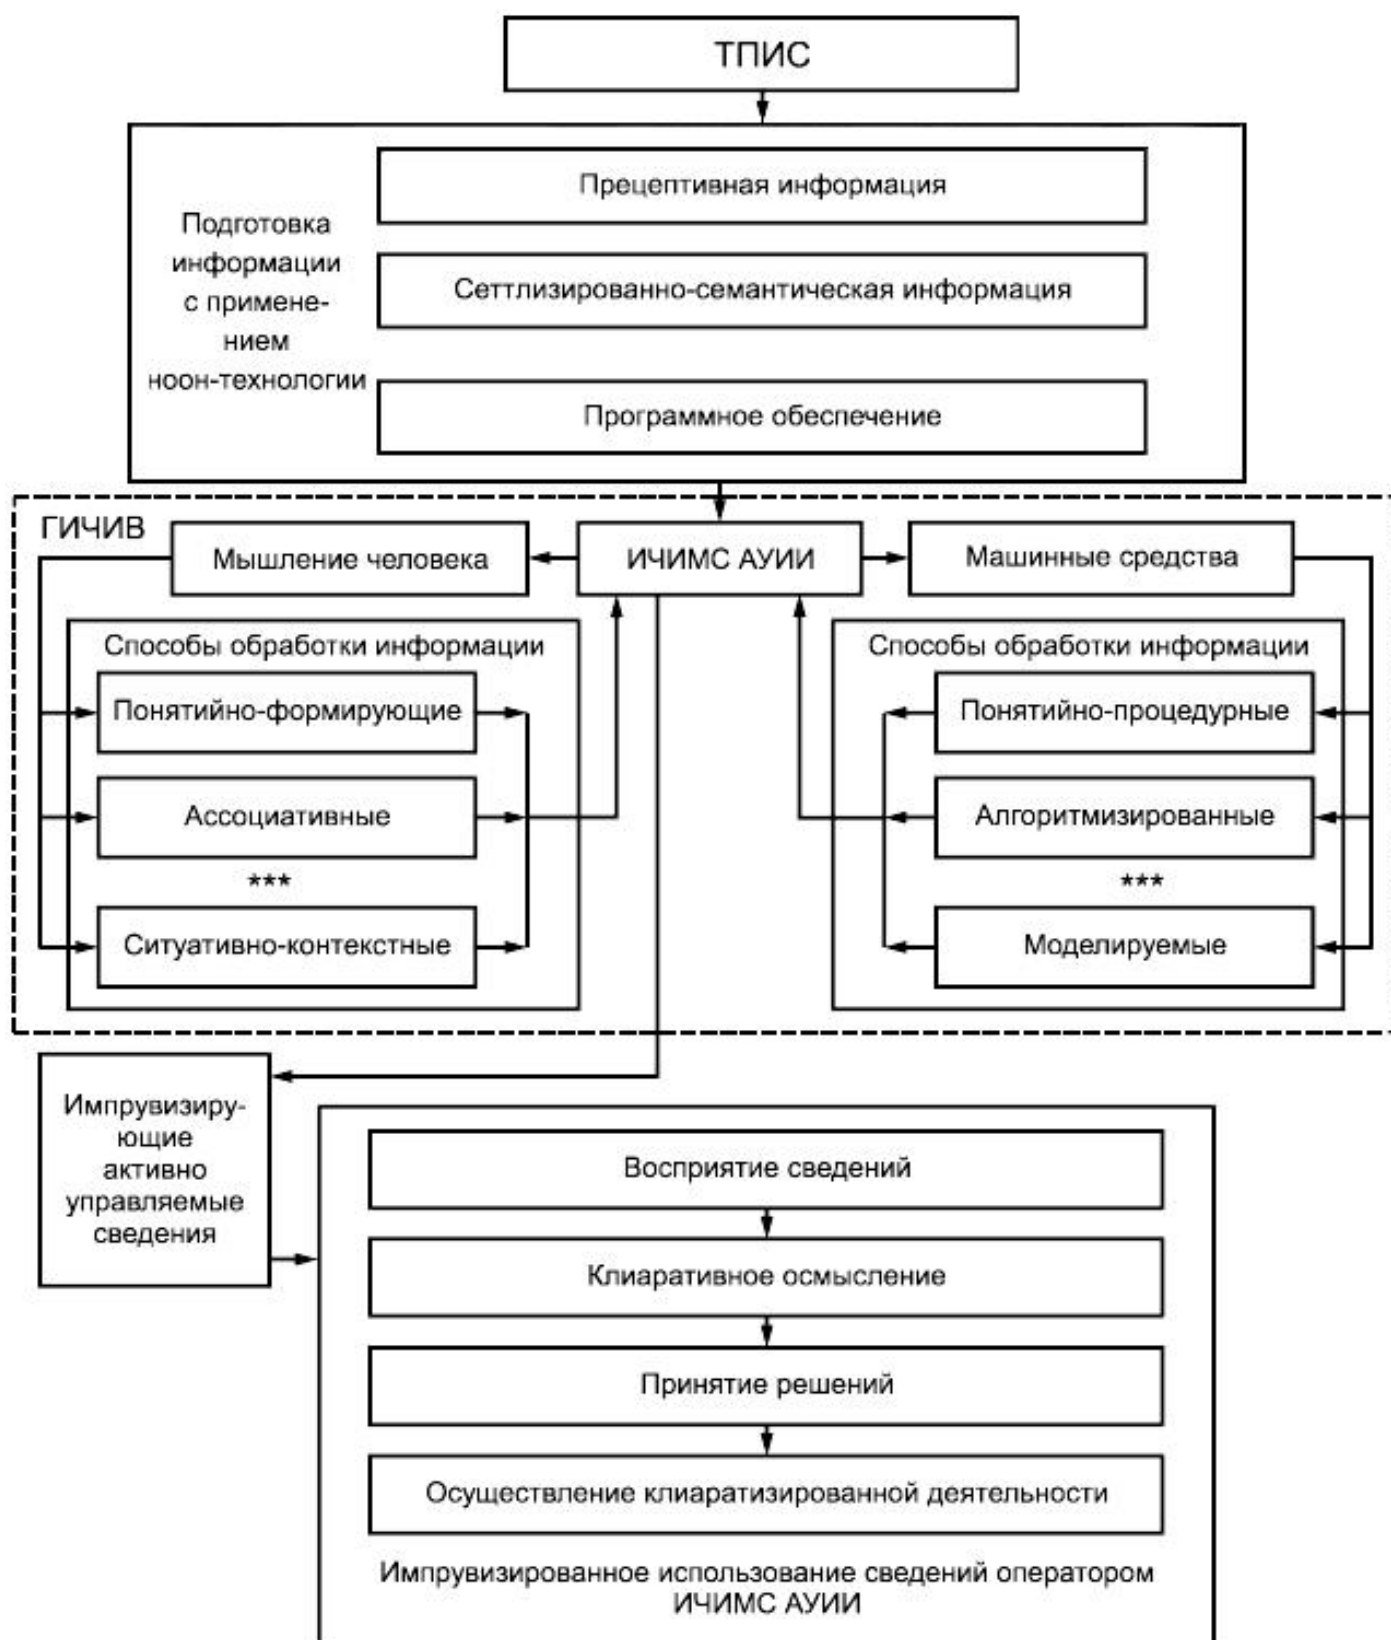 ТПИС
Подготовка
информации
с примене-
нием
ноон-технологии
Прецептивная информация
Сеттлизированно-семантическая информация
Программное обеспечение
ГИЧИВ
Мышление человека
ИЧИМС АУИИ
Машинные средства
Способы обработки информации
Понятийно-формирующие
Ассоциативные
***
Ситуативно-контекстные
Способы обработки информации
Понятийно-процедурные
Алгоритмизированные
***
Моделируемые
Импрувизиру-
ющие
активно
управляемые
сведения
Восприятие сведений
Клиаративное осмысление
Принятие решений
Осуществление клиаратизированной деятельности
Импрувизированное использование сведений оператором
ИЧИМС АУИИ